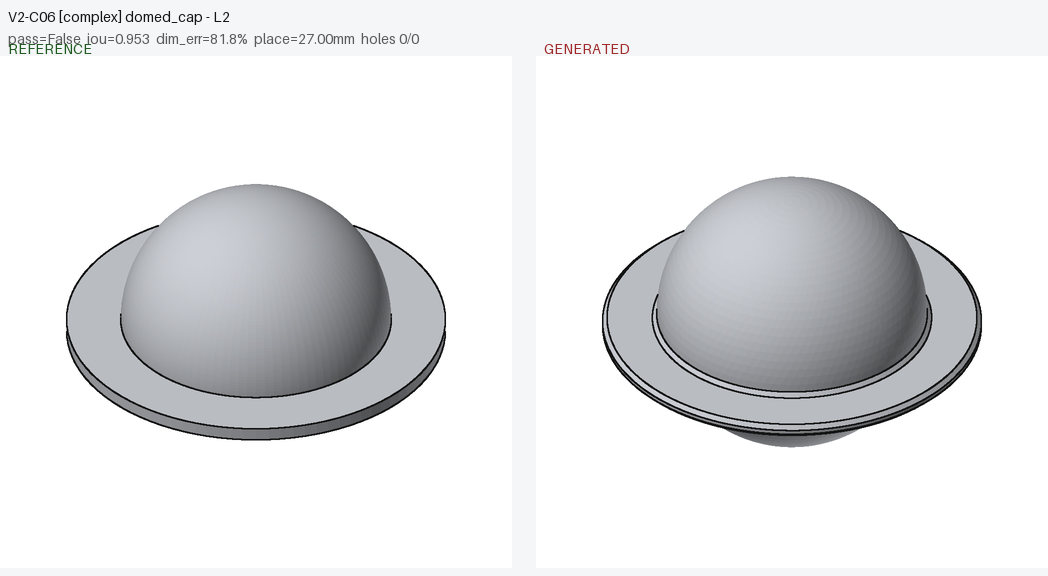 V2-C06 [complex] domed_cap - L2
pass=False iou=0.953 dim_err=81.8% place=27.00mm holes 0/0
REFERENCE
GENERATED